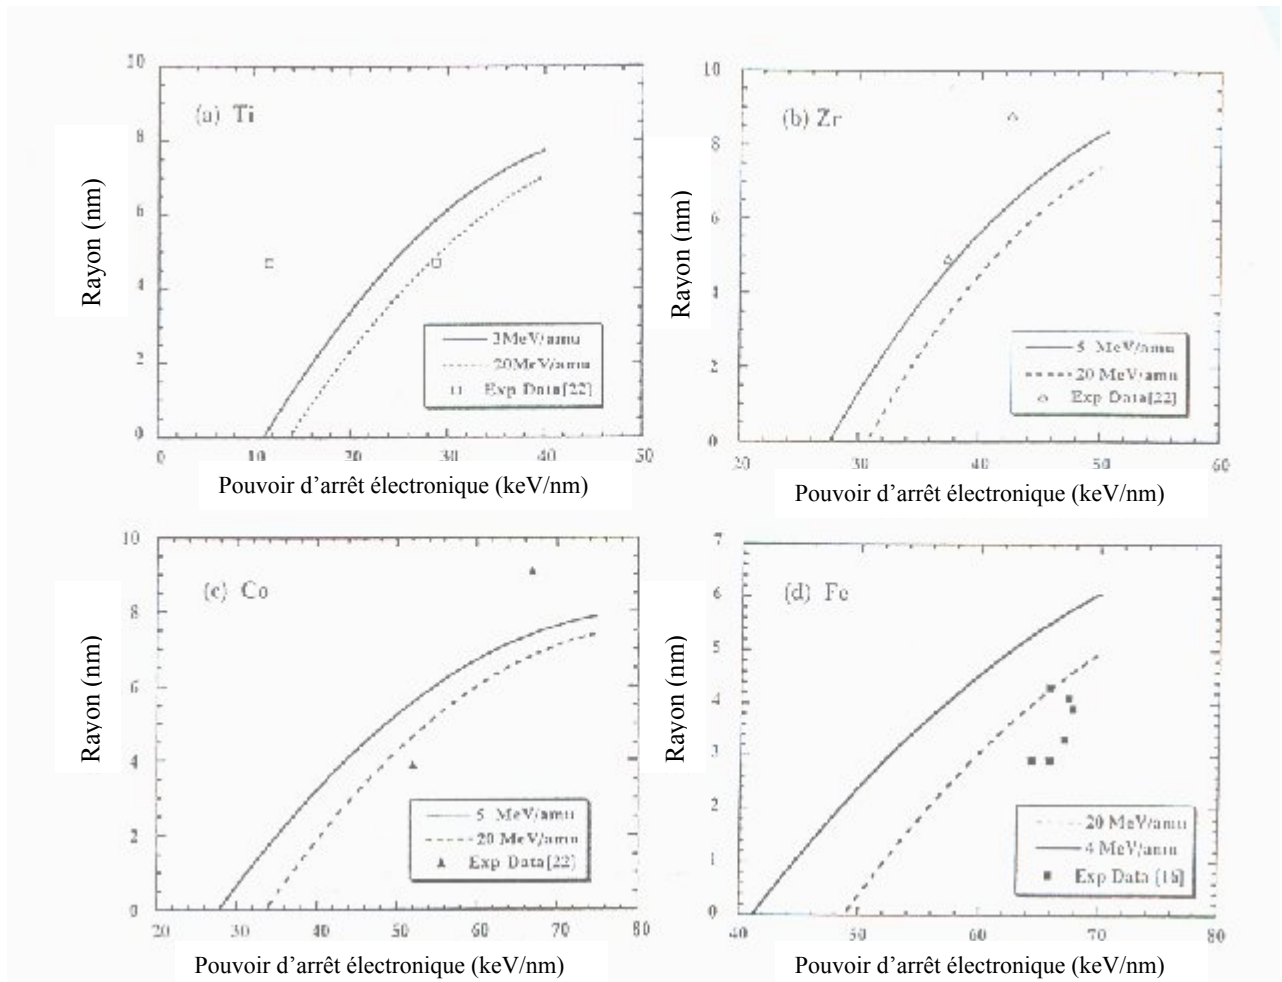 10
8
6
4
2
0
(a) Ti
Rayon (nm)
3MeV/amu
20MeV/amu
Exp Data[22]
0 10 20 30 40 50
Pouvoir d’arrêt électronique (keV/nm)
10
8
6
4
2
0
(b) Zr
Rayon (nm)
5 MeV/amu
20 MeV/amu
Exp Data[22]
20 30 40 50 60
Pouvoir d’arrêt électronique (keV/nm)
10
8
6
4
2
0
(c) Co
Rayon (nm)
5 MeV/amu
20 MeV/amu
Exp Data[22]
20 30 40 50 60 70 80
Pouvoir d’arrêt électronique (keV/nm)
7
6
5
4
3
2
1
0
(d) Fe
Rayon (nm)
20 MeV/amu
4 MeV/amu
Exp Data [16]
40 50 60 70 80
Pouvoir d’arrêt électronique (keV/nm)